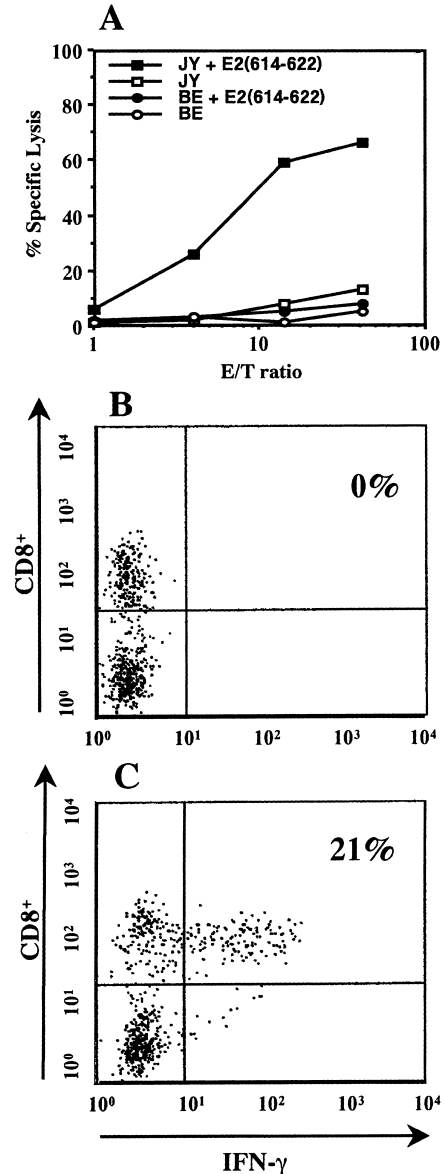 A
100
80
60
40
20
0
% Specific Lysis
JY + E2(614-622)
JY
BE + E2(614-622)
BE
1 10 100
E/T ratio
B
CD8⁺
10⁴
10³
10²
10¹
10⁰
0%
10⁰ 10¹ 10² 10³ 10⁴
C
CD8⁺
10⁴
10³
10²
10¹
10⁰
21%
10⁰ 10¹ 10² 10³ 10⁴
IFN-γ